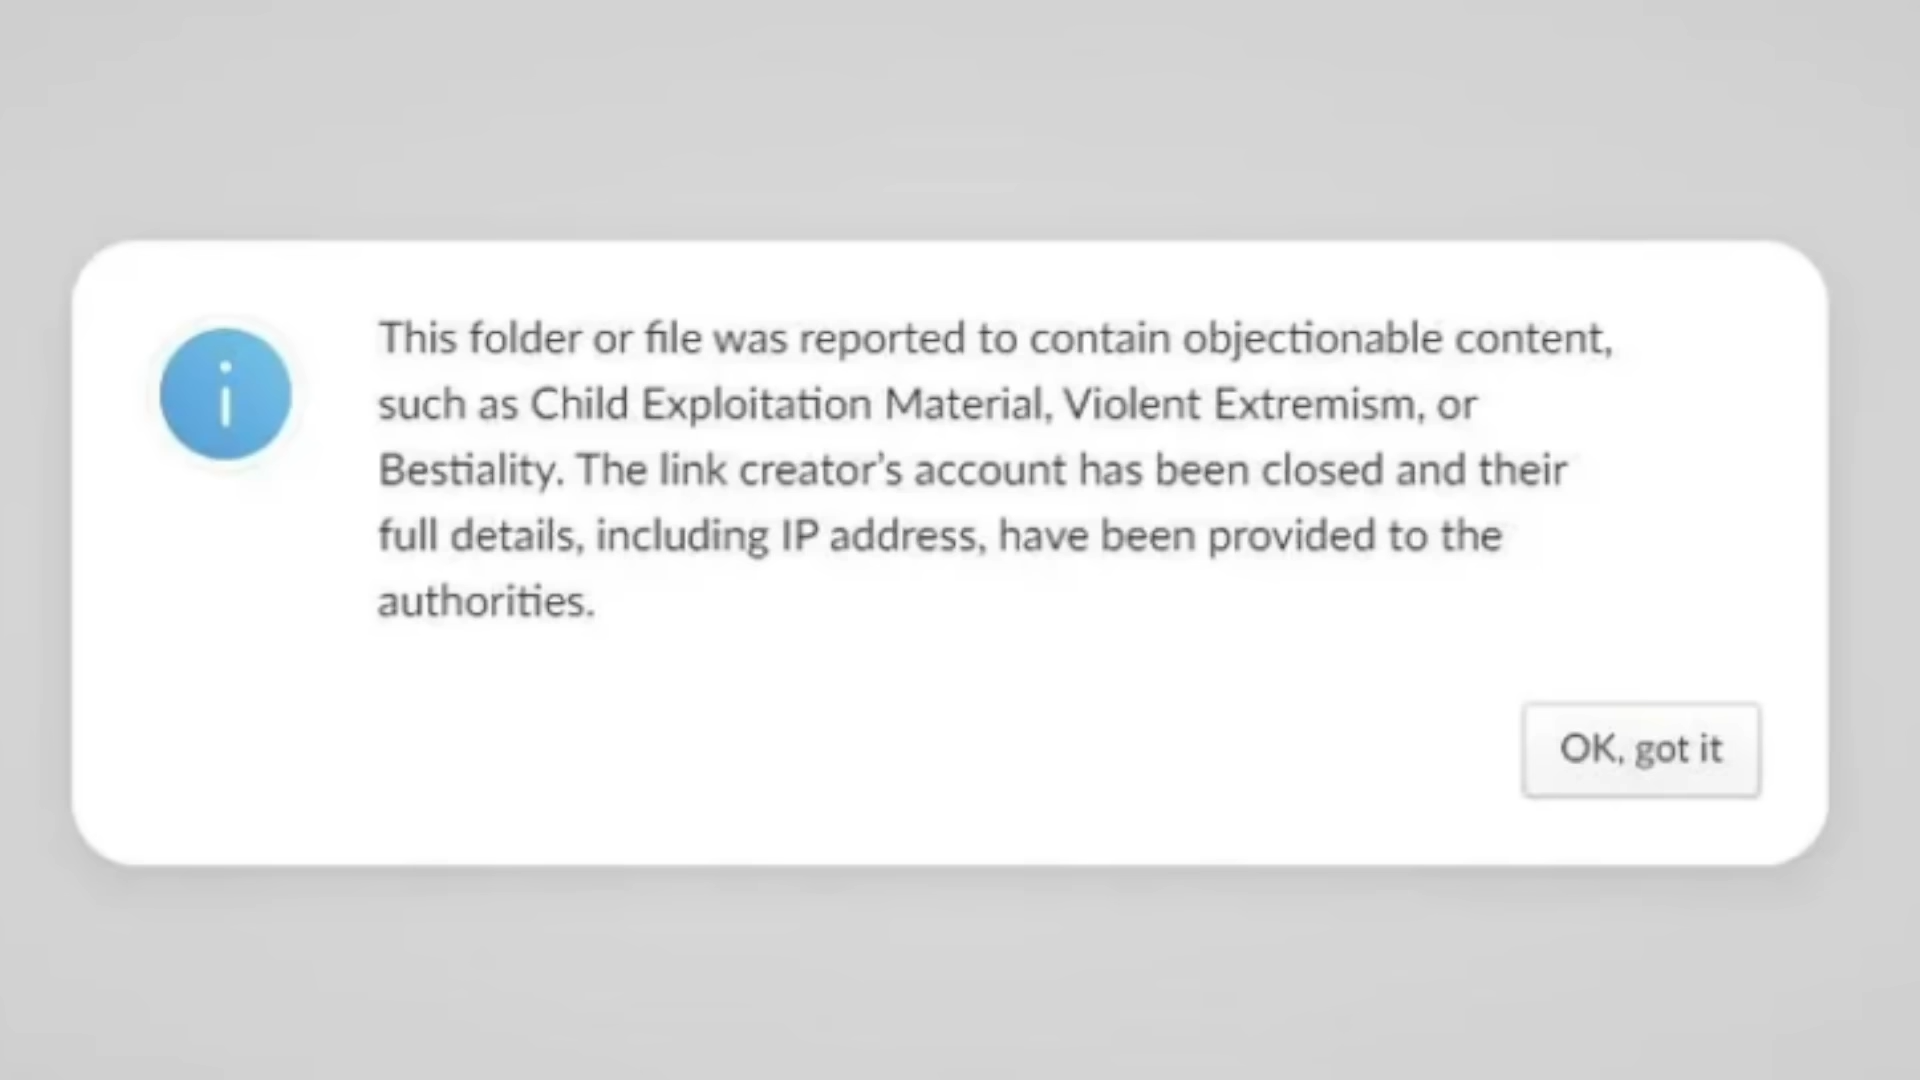 This folder or file was reported to contain objectionable content,
such as Child Exploitation Material, Violent Extremism, or
Bestiality. The link creator’s account has been closed and their
full details, including IP address, have been provided to the
authorities.
OK, got it